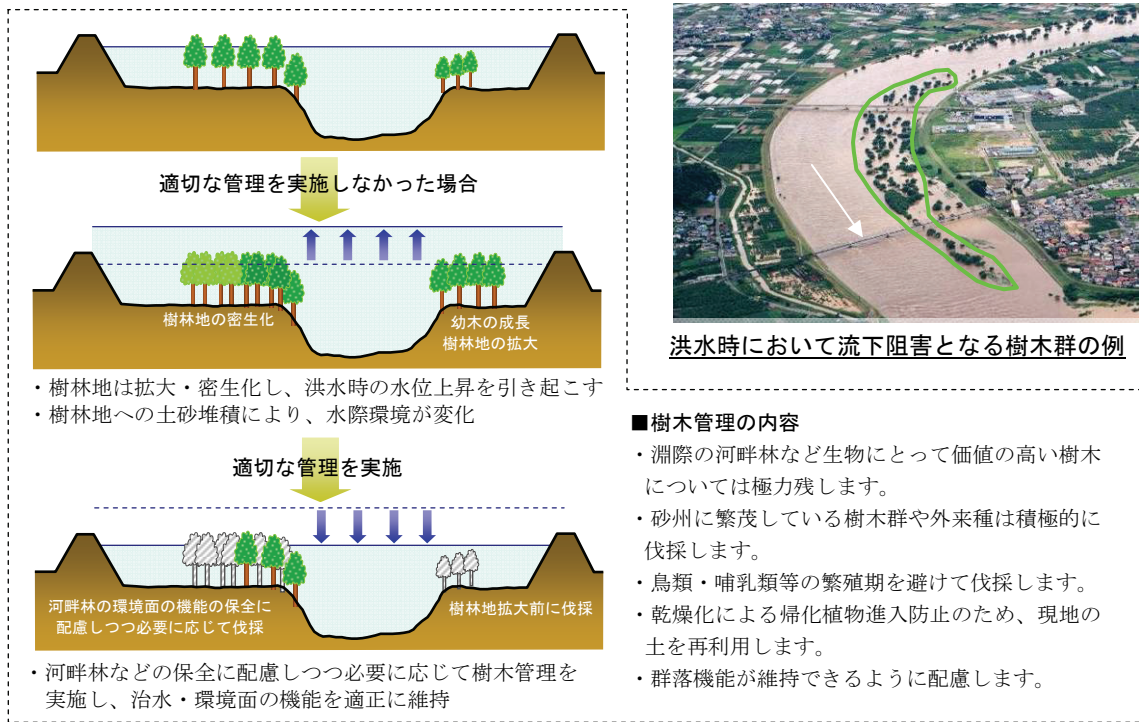 適切な管理を実施しなかった場合
樹林地の密生化
幼木の成長
樹林地の拡大
・樹林地は拡大・密生化し、洪水時の水位上昇を引き起こす
・樹林地への土砂堆積により、水際環境が変化
適切な管理を実施
河畔林の環境面の機能の保全に
配慮しつつ必要に応じて伐採
樹林地拡大前に伐採
・河畔林などの保全に配慮しつつ必要に応じて樹木管理を
実施し、治水・環境面の機能を適正に維持
洪水時において流下阻害となる樹木群の例
■樹木管理の内容
・淵際の河畔林など生物にとって価値の高い樹木
については極力残します。
・砂州に繁茂している樹木群や外来種は積極的に
伐採します。
・鳥類・哺乳類等の繁殖期を避けて伐採します。
・乾燥化による帰化植物進入防止のため、現地の
土を再利用します。
・群落機能が維持できるように配慮します。